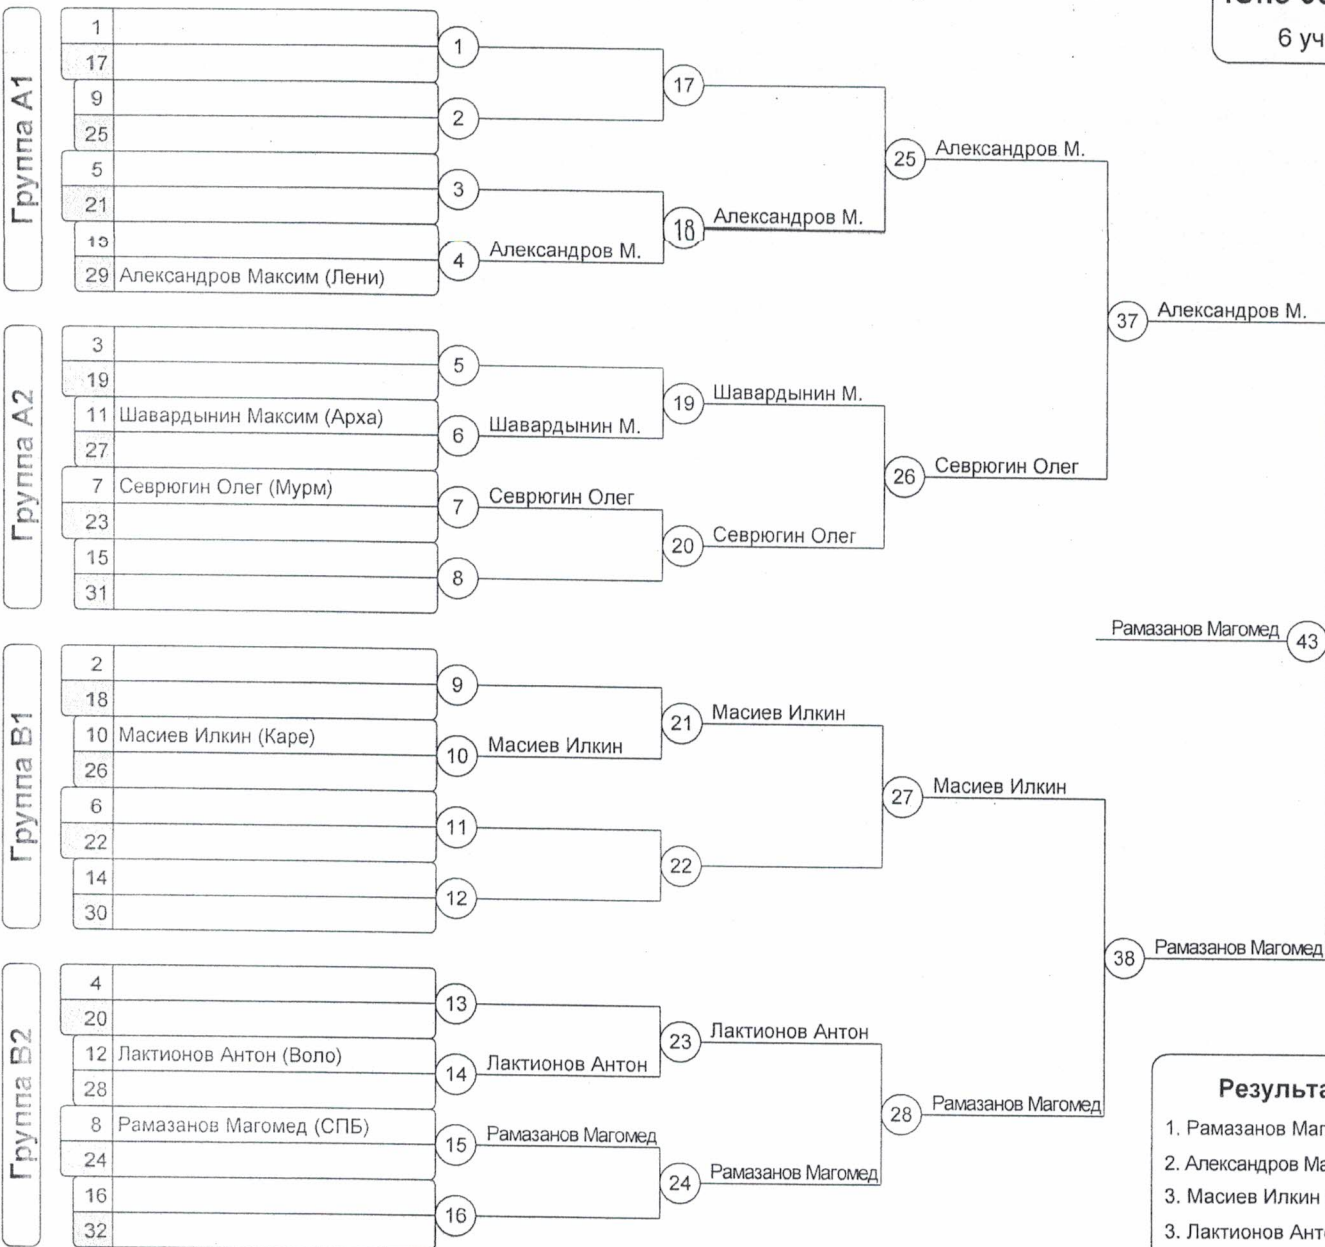 6 уч
Группа А1
1
17
9
25
5
21
13
29 Александров Максим (Лени)
1
2
3
4 Александров М.
17
18 Александров М.
25 Александров М.
37 Александров М.
Группа А2
3
19
11 Шавардынин Максим (Арха)
27
7 Севрюгин Олег (Мурм)
23
15
31
5
6 Шавардынин М.
7 Севрюгин Олег
8
19 Шавардынин М.
20 Севрюгин Олег
26 Севрюгин Олег
Рамазанов Магомед 43
Группа В1
2
18
10 Масиев Илкин (Каре)
26
6
22
14
30
9
10 Масиев Илкин
11
12
21 Масиев Илкин
22
27 Масиев Илкин
38 Рамазанов Магомед
Группа В2
4
20
12 Лактионов Антон (Воло)
28
8 Рамазанов Магомед (СПБ)
24
16
32
13
14 Лактионов Антон
15 Рамазанов Магомед
16
23 Лактионов Антон
24 Рамазанов Магомед
28 Рамазанов Магомед
Результа
1. Рамазанов Маг
2. Александров Ма
3. Масиев Илкин
3. Лактионов Ант